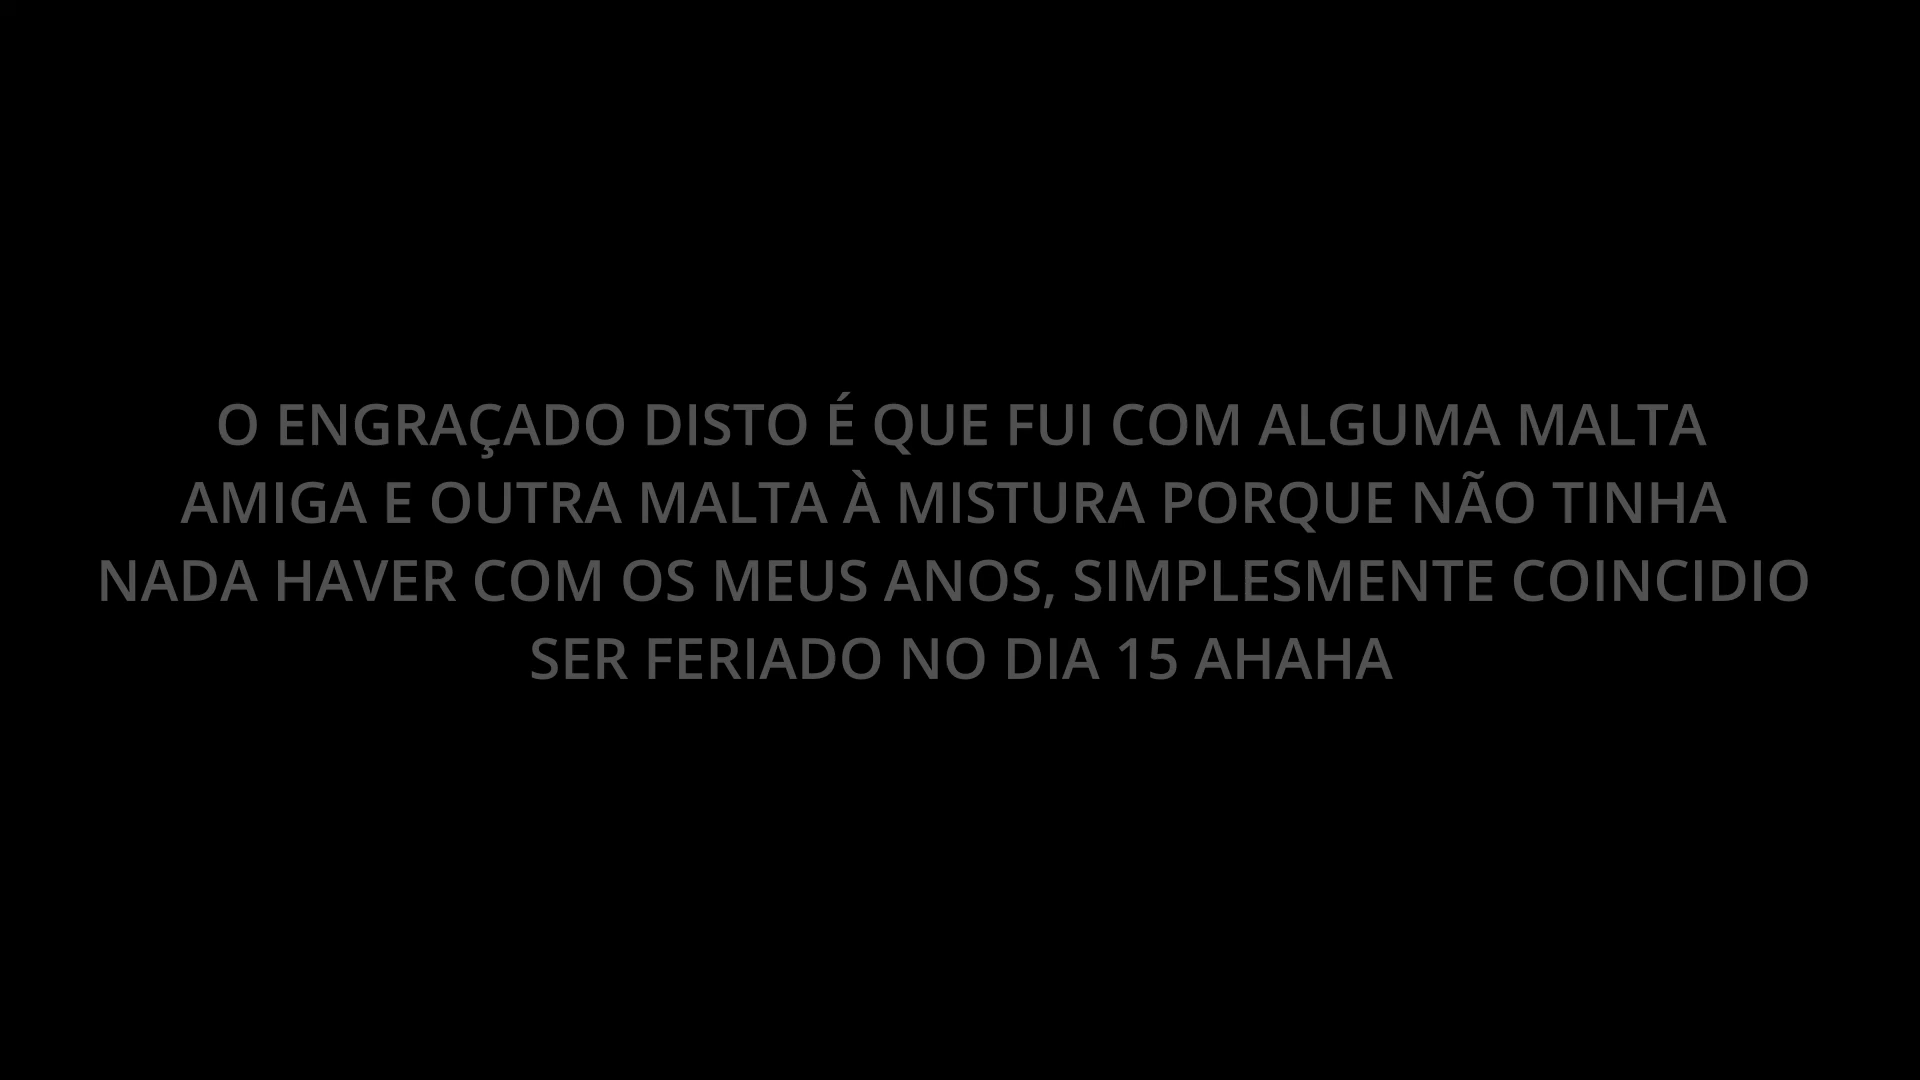 O ENGRAÇADO DISTO É QUE FUI COM ALGUMA MALTA
AMIGA E OUTRA MALTA À MISTURA PORQUE NÃO TINHA
NADA HAVER COM OS MEUS ANOS, SIMPLESMENTE COINCIDIO
SER FERIADO NO DIA 15 AHAHA